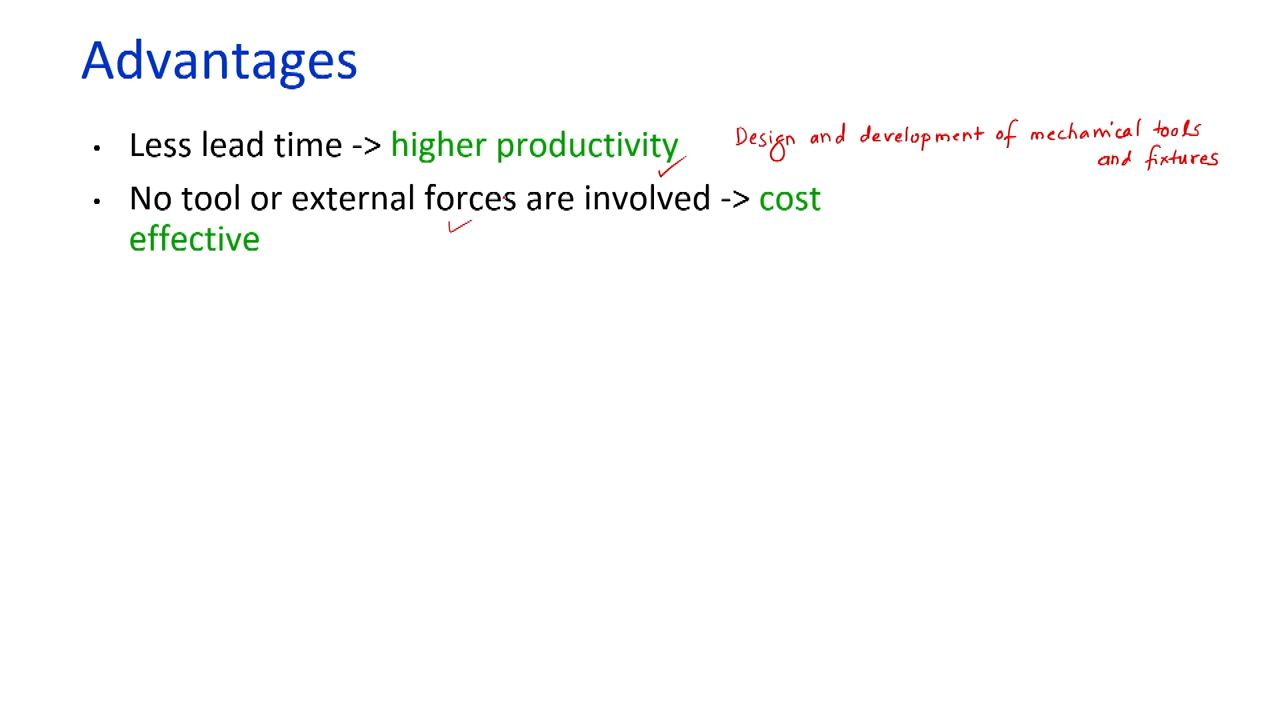 Advantages
• Less lead time -> higher productivity
Design and development of mechanical tools
and fixtures
• No tool or external forces are involved -> cost
effective